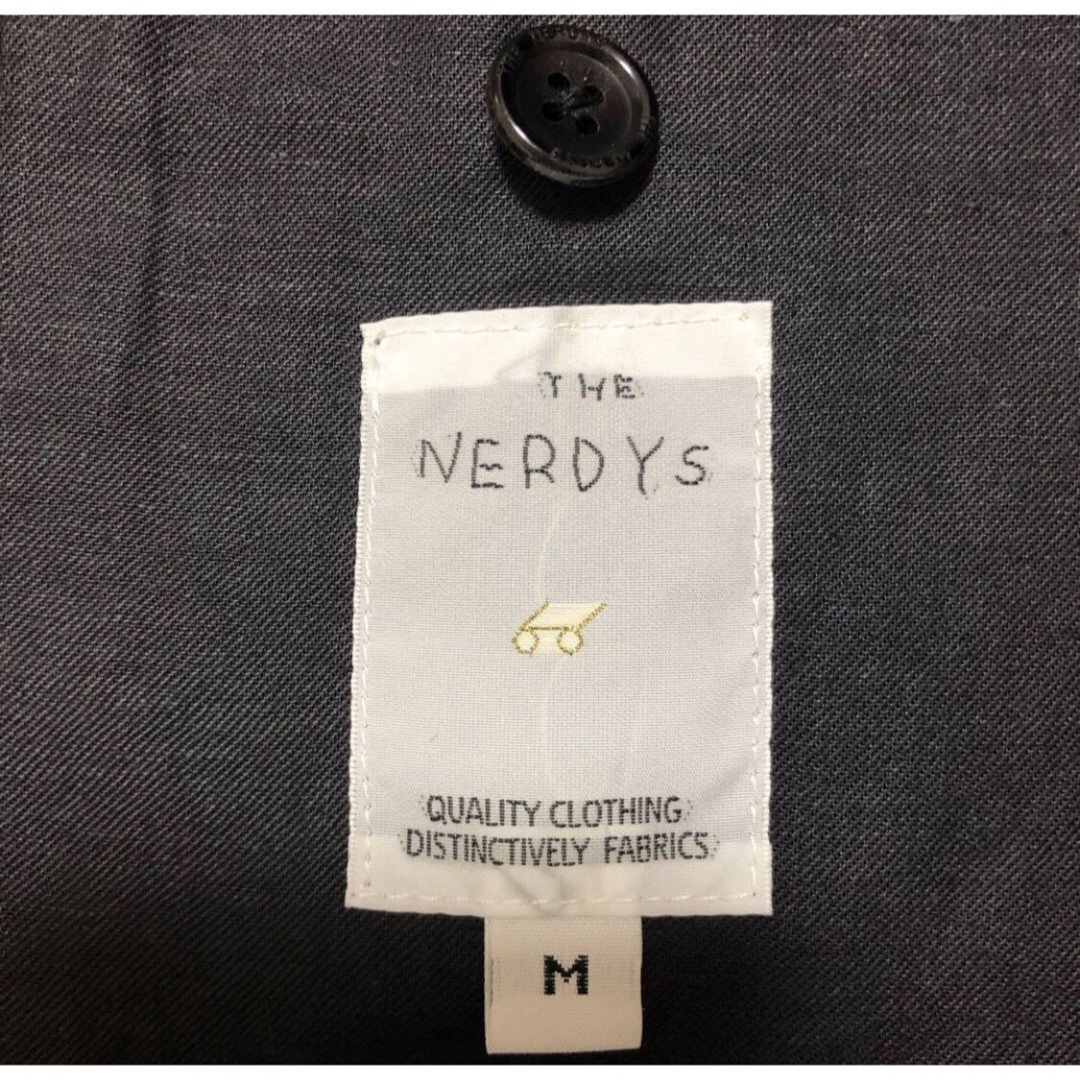 THE
NERDYS
QUALITY CLOTHING
DISTINCTIVELY FABRICS
M